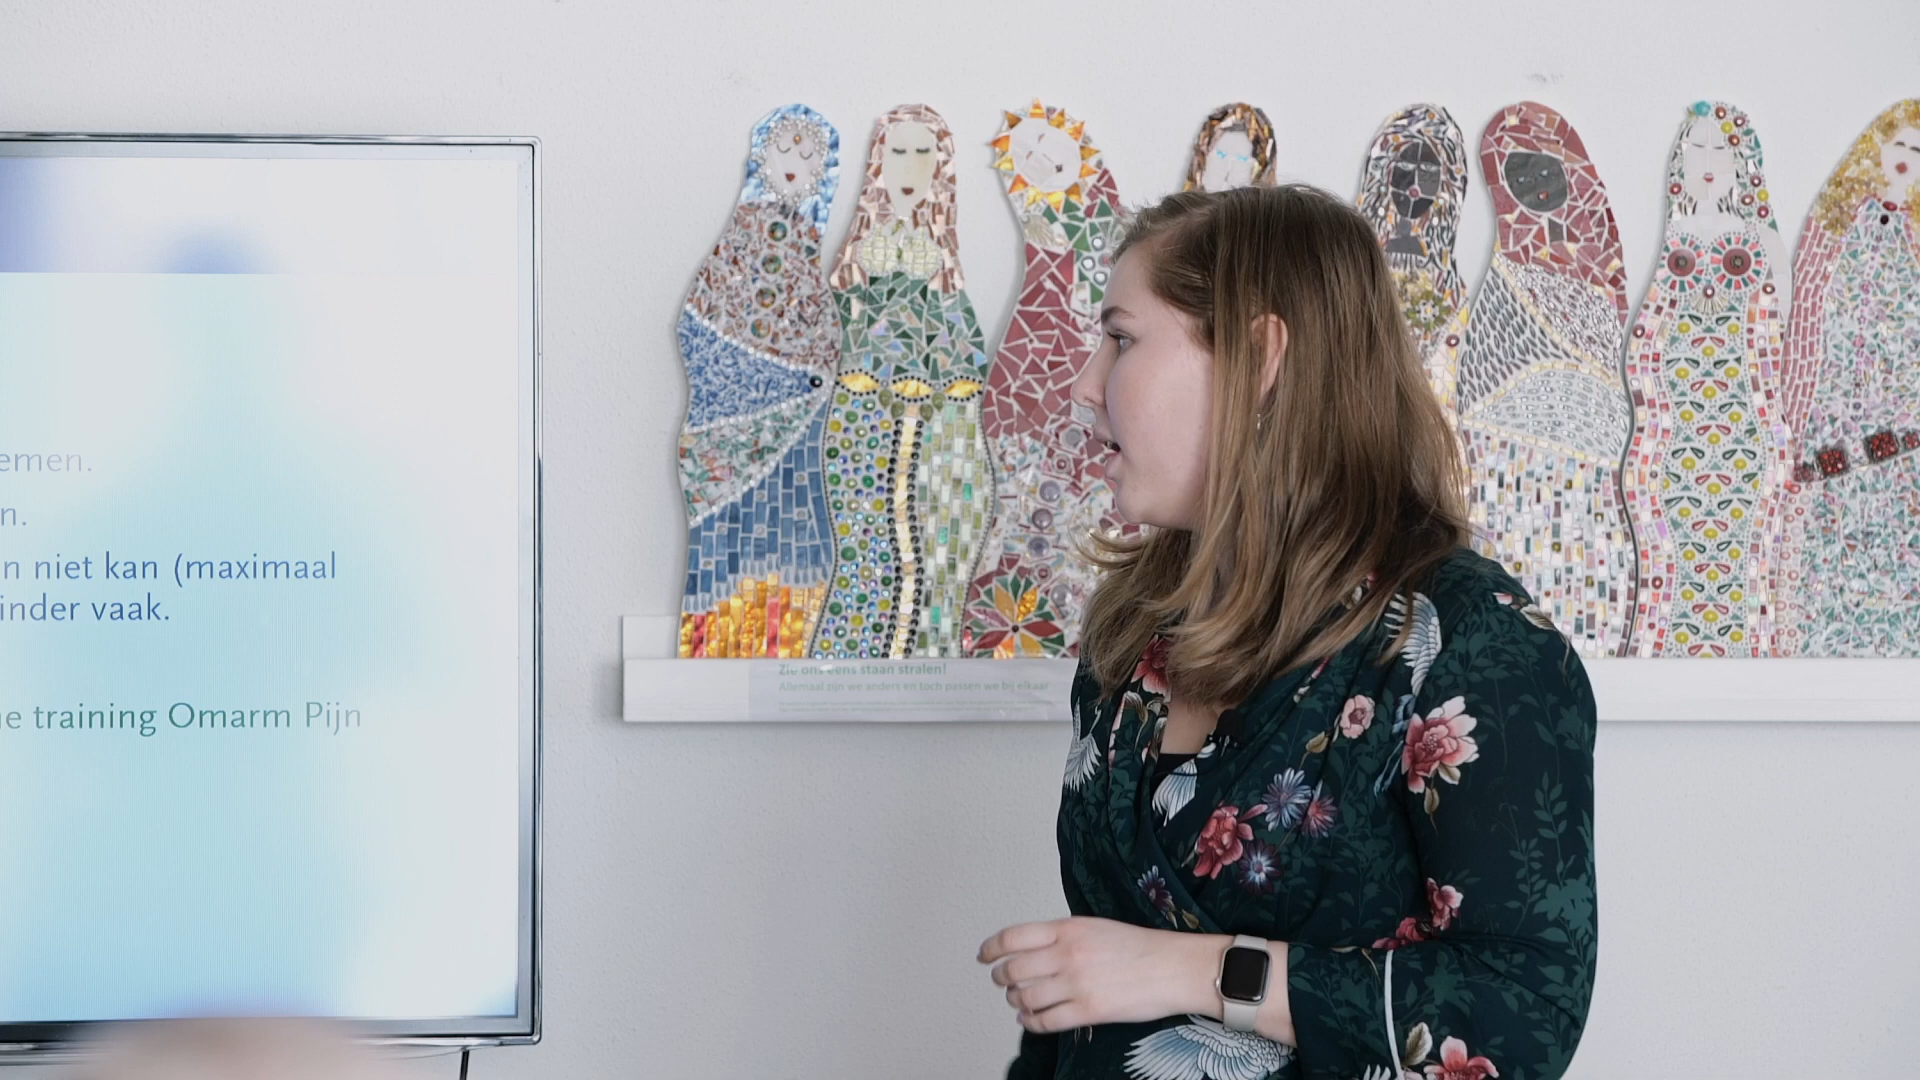 emen.
n.
n niet kan (maximaal
inder vaak.
e training Omarm Pijn
Zie ons eens staan stralen!
Allemaal zijn we anders en toch passen we bij elkaar